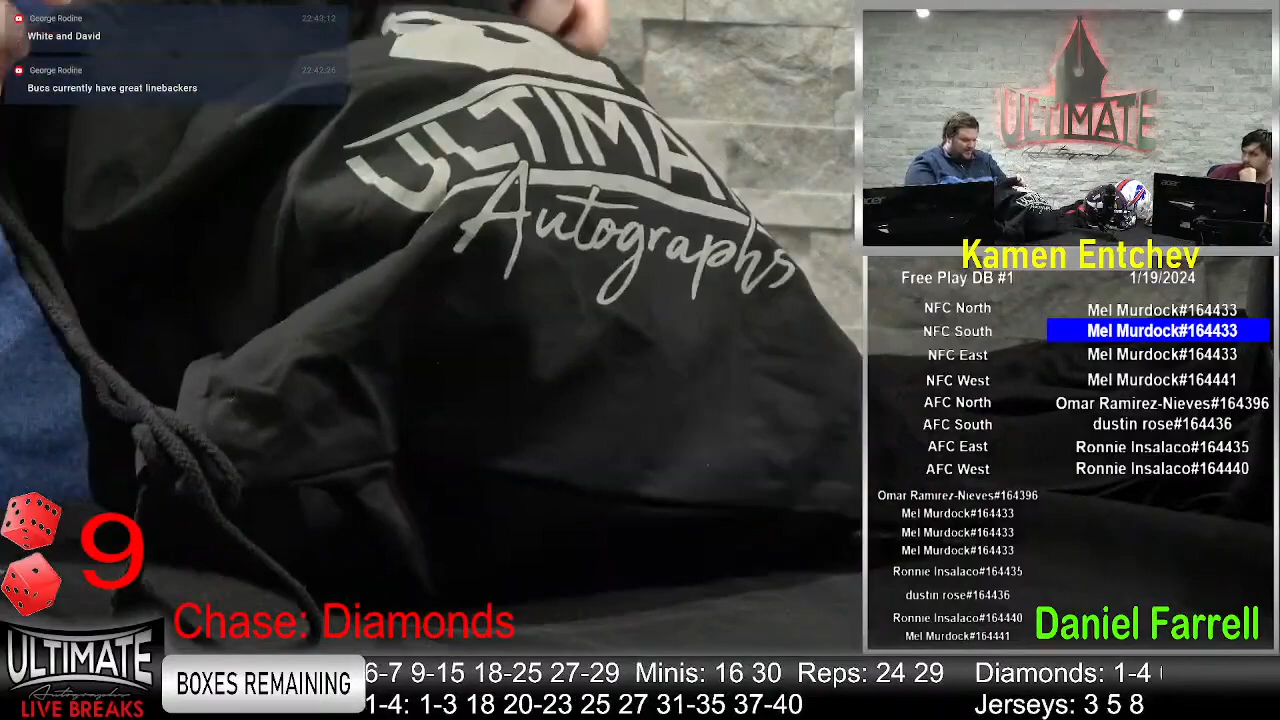 George Rodine 22:43:12
White and David
George Rodine 22:42:26
Bucs currently have great linebackers
ULTIMA
Autographs
ULTIMATE
acer
acer
Kamen Entchev
Free Play DB #1 1/19/2024
NFC North Mel Murdock#164433
NFC South Mel Murdock#164433
NFC East Mel Murdock#164433
NFC West Mel Murdock#164441
AFC North Omar Ramirez-Nieves#164396
AFC South dustin rose#164436
AFC East Ronnie Insalaco#164435
AFC West Ronnie Insalaco#164440
Omar Ramirez-Nieves#164396
Mel Murdock#164433
Mel Murdock#164433
Mel Murdock#164433
Ronnie Insalaco#164435
dustin rose#164436
Ronnie Insalaco#164440
Mel Murdock#164441
Daniel Farrell
9
Chase: Diamonds
ULTIMATE
Autographs
LIVE BREAKS
BOXES REMAINING
6-7 9-15 18-25 27-29 Minis: 16 30 Reps: 24 29 Diamonds: 1-4
1-4: 1-3 18 20-23 25 27 31-35 37-40 Jerseys: 3 5 8